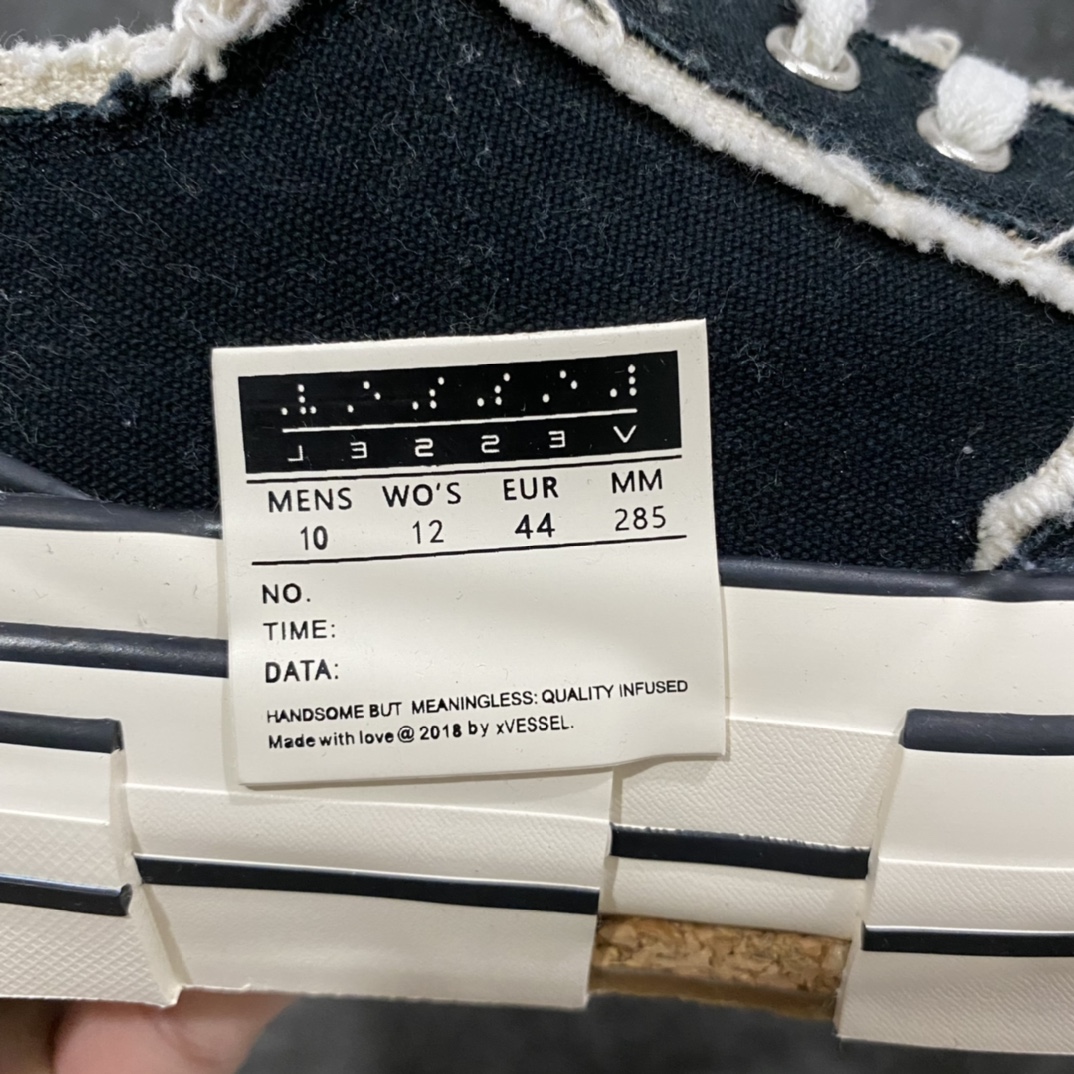 VESSEL
MENS WO'S EUR MM
10 12 44 285
NO.
TIME:
DATA:
HANDSOME BUT MEANINGLESS: QUALITY INFUSED
Made with love@2018 by xVESSEL.